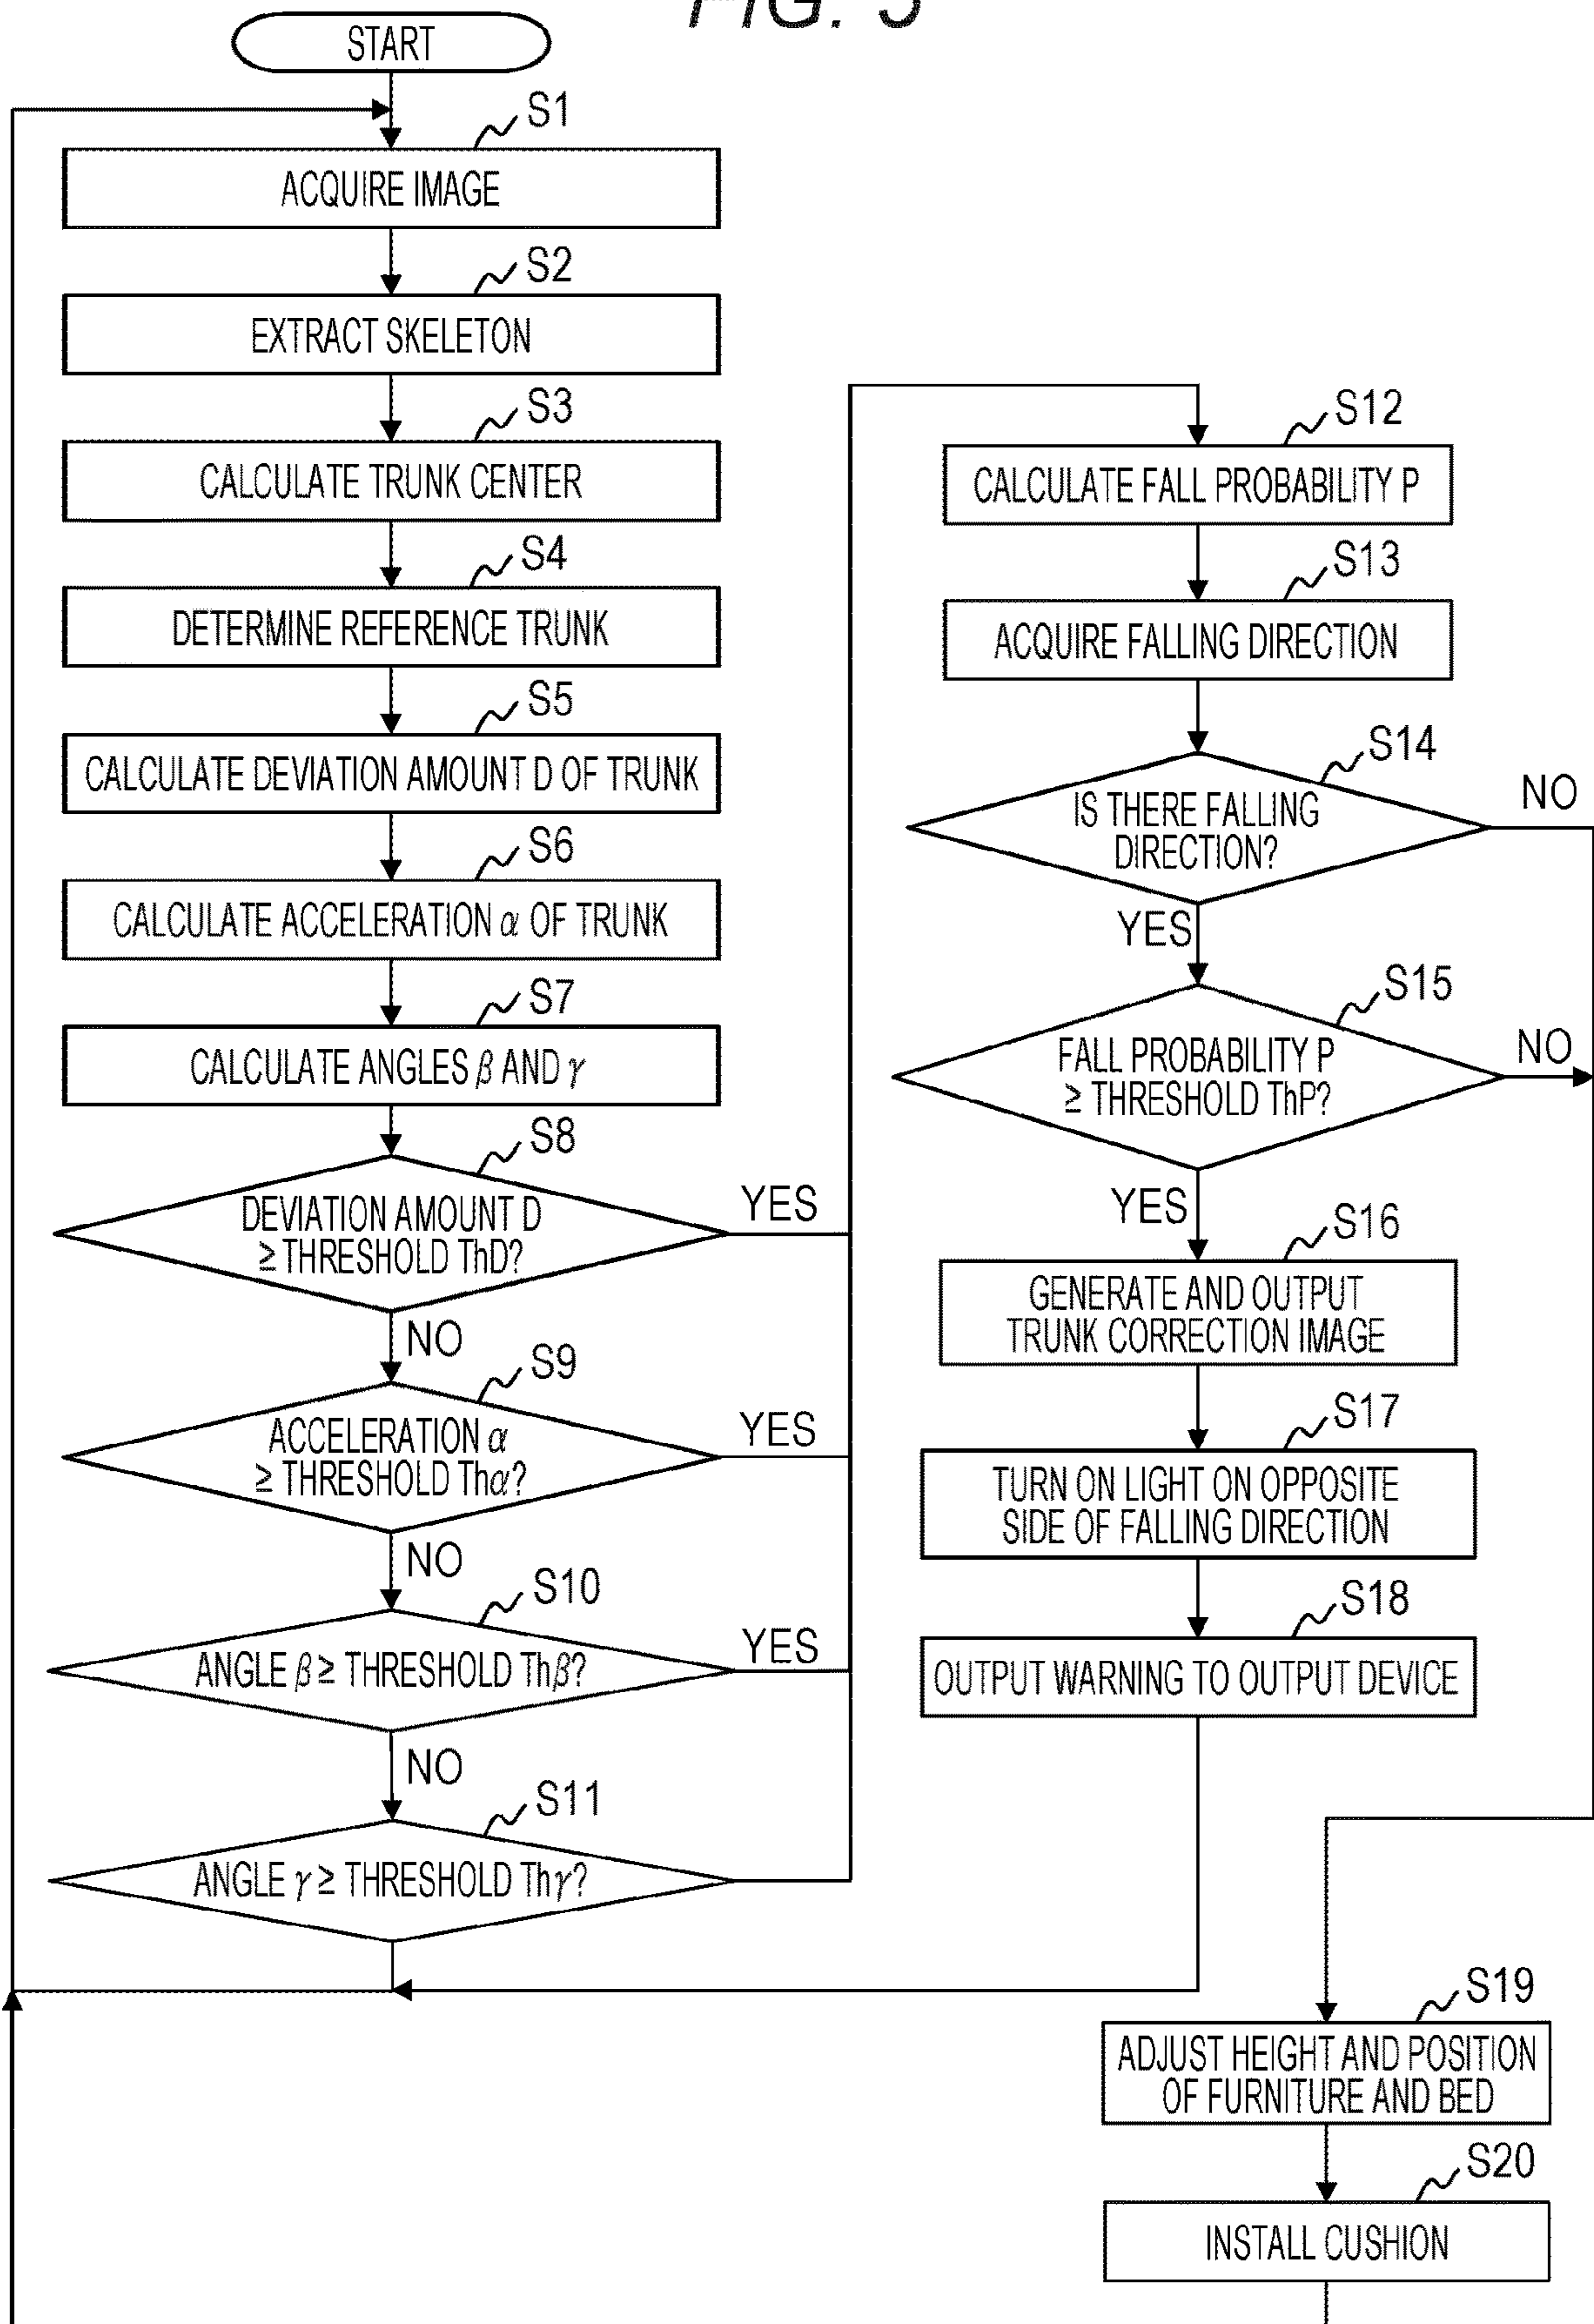 FIG. 5
START
S1
ACQUIRE IMAGE
S2
EXTRACT SKELETON
S3
CALCULATE TRUNK CENTER
S4
DETERMINE REFERENCE TRUNK
S5
CALCULATE DEVIATION AMOUNT D OF TRUNK
S6
CALCULATE ACCELERATION α OF TRUNK
S7
CALCULATE ANGLES β AND γ
S8
DEVIATION AMOUNT D
≥ THRESHOLD ThD?
YES
NO
S9
ACCELERATION α
≥ THRESHOLD Thα?
YES
NO
S10
ANGLE β ≥ THRESHOLD Thβ?
YES
NO
S11
ANGLE γ ≥ THRESHOLD Thγ?
S12
CALCULATE FALL PROBABILITY P
S13
ACQUIRE FALLING DIRECTION
S14
IS THERE FALLING
DIRECTION?
NO
YES
S15
FALL PROBABILITY P
≥ THRESHOLD ThP?
NO
YES
S16
GENERATE AND OUTPUT
TRUNK CORRECTION IMAGE
S17
TURN ON LIGHT ON OPPOSITE
SIDE OF FALLING DIRECTION
S18
OUTPUT WARNING TO OUTPUT DEVICE
S19
ADJUST HEIGHT AND POSITION
OF FURNITURE AND BED
S20
INSTALL CUSHION